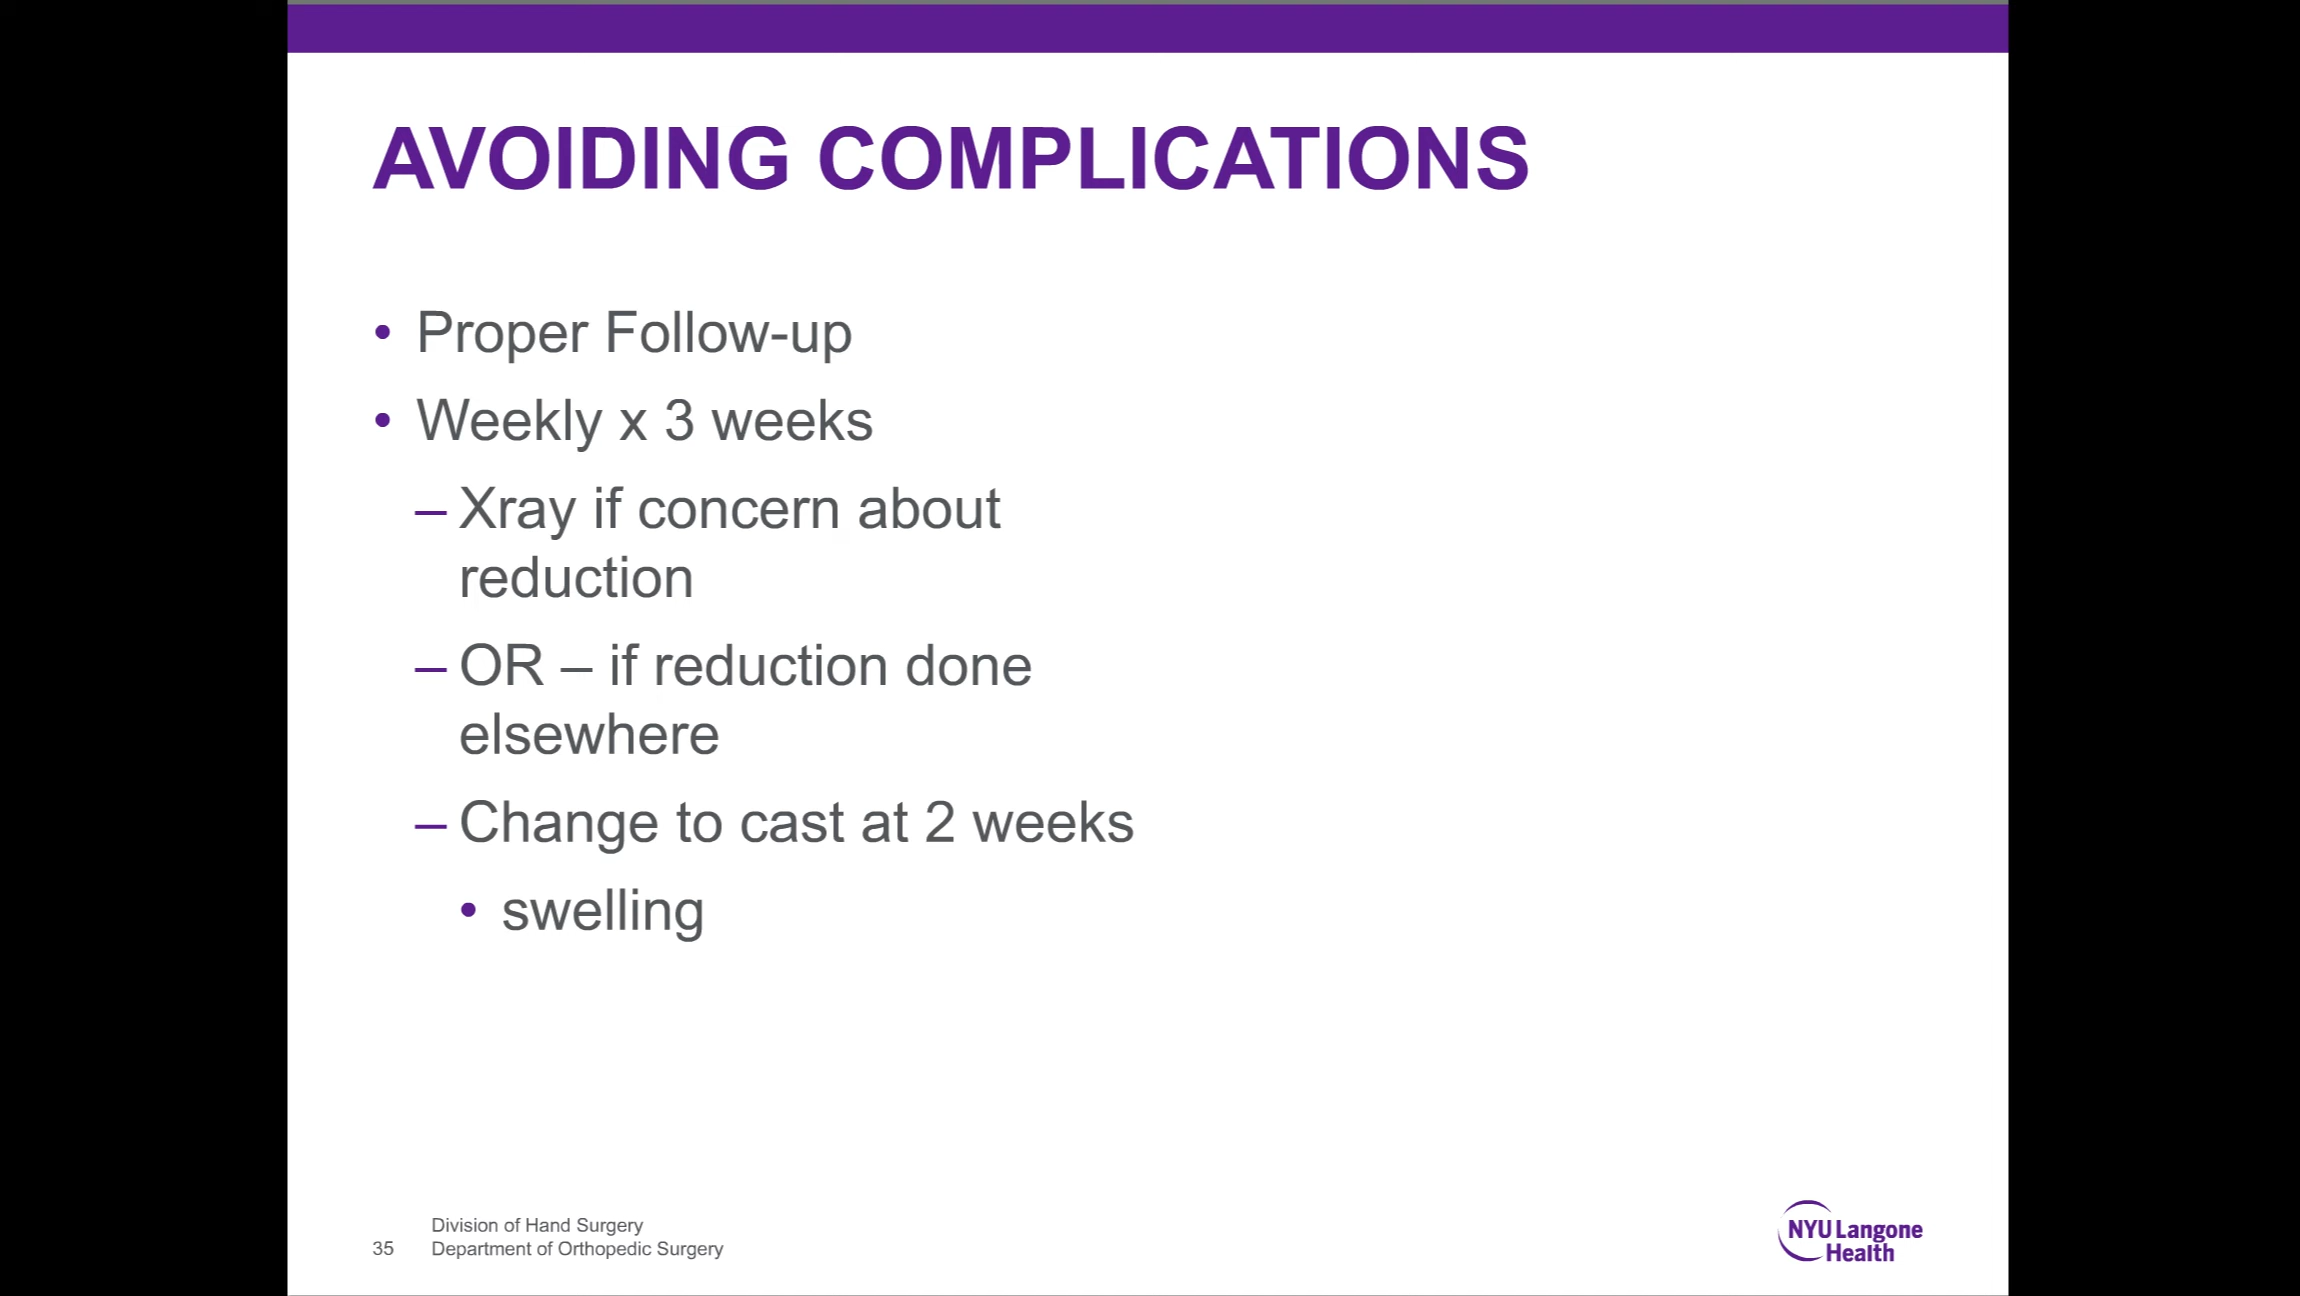 AVOIDING COMPLICATIONS
• Proper Follow-up
• Weekly x 3 weeks
– Xray if concern about
reduction
– OR – if reduction done
elsewhere
– Change to cast at 2 weeks
• swelling
Division of Hand Surgery
35 Department of Orthopedic Surgery
NYU Langone
Health